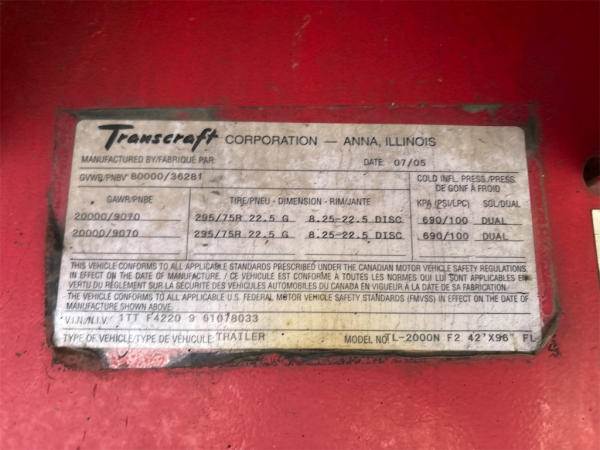 Transcraft CORPORATION — ANNA, ILLINOIS
MANUFACTURED BY/FABRIQUE PAR DATE 07/05
GVWR/PNBV 80000/36281
COLD INFL. PRESS/PRESS. DE GONF À FROID
GAWR/PNBE TIRE/PNEU - DIMENSION - RIM/JANTE KPA (PSI/LPC) SGL/DUAL
20000/9070 295/75R 22.5 G 8.25-22.5 DISC 690/100 DUAL
20000/9070 295/75R 22.5 G 8.25-22.5 DISC 690/100 DUAL
THIS VEHICLE CONFORMS TO ALL APPLICABLE STANDARDS PRESCRIBED UNDER THE CANADIAN MOTOR VEHICLE SAFETY REGULATIONS
IN EFFECT ON THE DATE OF MANUFACTURE. / CE VÉHICULE EST CONFORME À TOUTES LES NORMES QUI LUI SONT APPLICABLES EN
VERTU DU RÈGLEMENT SUR LA SÉCURITÉ DES VÉHICULES AUTOMOBILES DU CANADA EN VIGUEUR À LA DATE DE SA FABRICATION.
THE VEHICLE CONFORMS TO ALL APPLICABLE U.S. FEDERAL MOTOR VEHICLE SAFETY STANDARDS (FMVSS) IN EFFECT ON THE DATE OF
MANUFACTURE SHOWN ABOVE.
V.I.N./N.I.V. 1TT F4220 9 61078033
TYPE OF VEHICLE/TYPE DE VÉHICULE TRAILER MODEL NO TL-2000N F2 42'X96" FL